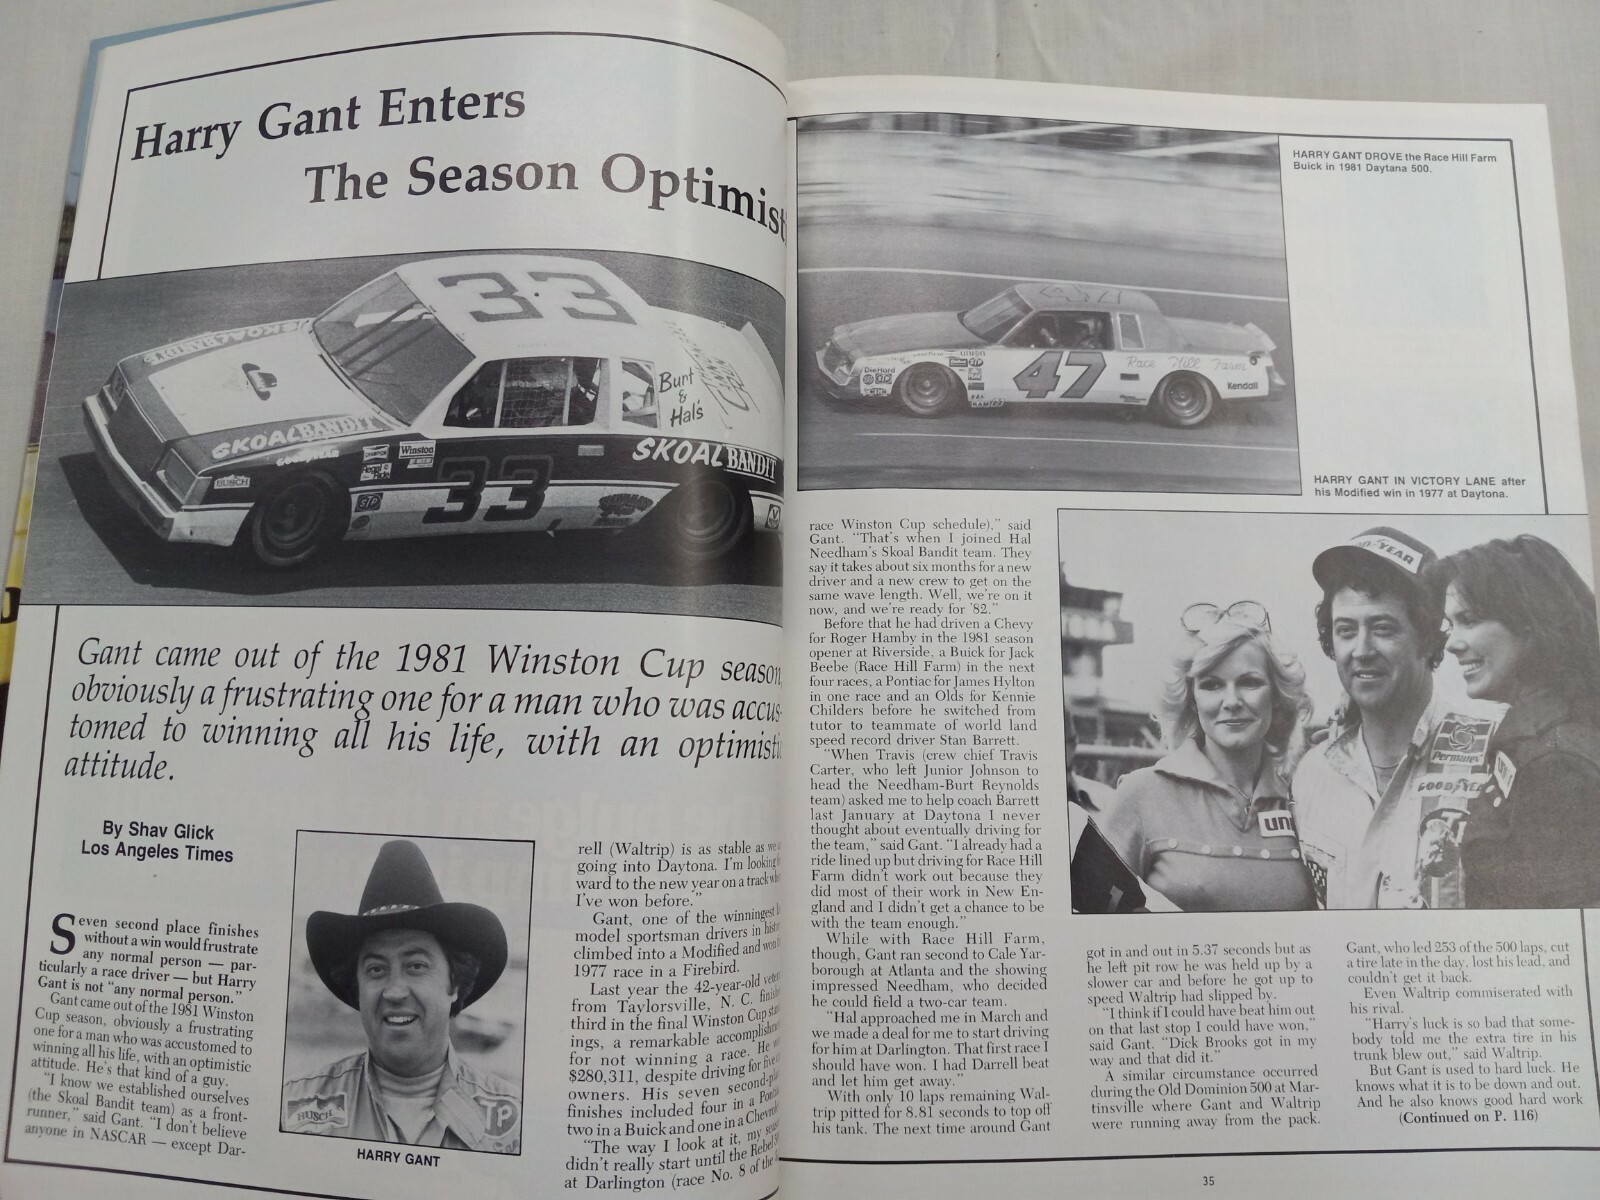 Harry Gant Enters
The Season Optimist
33
SKOAL BANDIT
SKOAL BANDIT
GOODYEAR
BUSCH
CHAMPION
Winston
STP
33
Burt
&
Hal's
SKOAL BANDIT
Gant came out of the 1981 Winston Cup season,
obviously a frustrating one for a man who was accus-
tomed to winning all his life, with an optimisti
attitude.
By Shav Glick
Los Angeles Times
Seven second place finishes
without a win would frustrate
any normal person — par-
ticularly a race driver — but Harry
Gant is not "any normal person."
Gant came out of the 1981 Winston
Cup season, obviously a frustrating
one for a man who was accustomed to
winning all his life, with an optimistic
attitude. He's that kind of a guy.
"I know we established ourselves
(the Skoal Bandit team) as a front-
runner," said Gant. "I don't believe
anyone in NASCAR — except Dar-
BUSCH
STP
HARRY GANT
rell (Waltrip) is as stable as we
going into Daytona. I'm looking
ward to the new year on a track
I've won before."
Gant, one of the winningest
model sportsman drivers in
climbed into a Modified and won
1977 race in a Firebird.
Last year the 42-year-old
from Taylorsville, N. C.
third in the final Winston Cup
ings, a remarkable
for not winning a race. He
$280,311, despite driving for
owners. His seven second-
finishes included four in a
two in a Buick and one in a
"The way I look at it, my
didn't really start until the Rebel
at Darlington (race No. 8 of the
HARRY GANT DROVE the Race Hill Farm
Buick in 1981 Daytana 500.
UNION
DieHard
47
Race Hill Farm
Kendall
HARRY GANT IN VICTORY LANE after
his Modified win in 1977 at Daytona.
GOOD YEAR
Permatex
GOODYEAR
UNI
race Winston Cup schedule)," said
Gant. "That's when I joined Hal
Needham's Skoal Bandit team. They
say it takes about six months for a new
driver and a new crew to get on the
same wave length. Well, we're on it
now, and we're ready for '82."
Before that he had driven a Chevy
for Roger Hamby in the 1981 season
opener at Riverside, a Buick for Jack
Beebe (Race Hill Farm) in the next
four races, a Pontiac for James Hylton
in one race and an Olds for Kennie
Childers before he switched from
tutor to teammate of world land
speed record driver Stan Barrett.
"When Travis (crew chief Travis
Carter, who left Junior Johnson to
head the Needham-Burt Reynolds
team) asked me to help coach Barrett
last January at Daytona I never
thought about eventually driving for
the team," said Gant. "I already had a
ride lined up but driving for Race Hill
Farm didn't work out because they
did most of their work in New En-
gland and I didn't get a chance to be
with the team enough."
While with Race Hill Farm,
though, Gant ran second to Cale Yar-
borough at Atlanta and the showing
impressed Needham, who decided
he could field a two-car team.
"Hal approached me in March and
we made a deal for me to start driving
for him at Darlington. That first race I
should have won. I had Darrell beat
and let him get away."
With only 10 laps remaining Wal-
trip pitted for 8.81 seconds to top off
his tank. The next time around Gant
got in and out in 5.37 seconds but as
he left pit row he was held up by a
slower car and before he got up to
speed Waltrip had slipped by.
"I think if I could have beat him out
on that last stop I could have won,"
said Gant. "Dick Brooks got in my
way and that did it."
A similar circumstance occurred
during the Old Dominion 500 at Mar-
tinsville where Gant and Waltrip
were running away from the pack.
Gant, who led 253 of the 500 laps, cut
a tire late in the day, lost his lead, and
couldn't get it back.
Even Waltrip commiserated with
his rival.
"Harry's luck is so bad that some-
body told me the extra tire in his
trunk blew out," said Waltrip.
But Gant is used to hard luck. He
knows what it is to be down and out.
And he also knows good hard work
(Continued on P. 116)
35